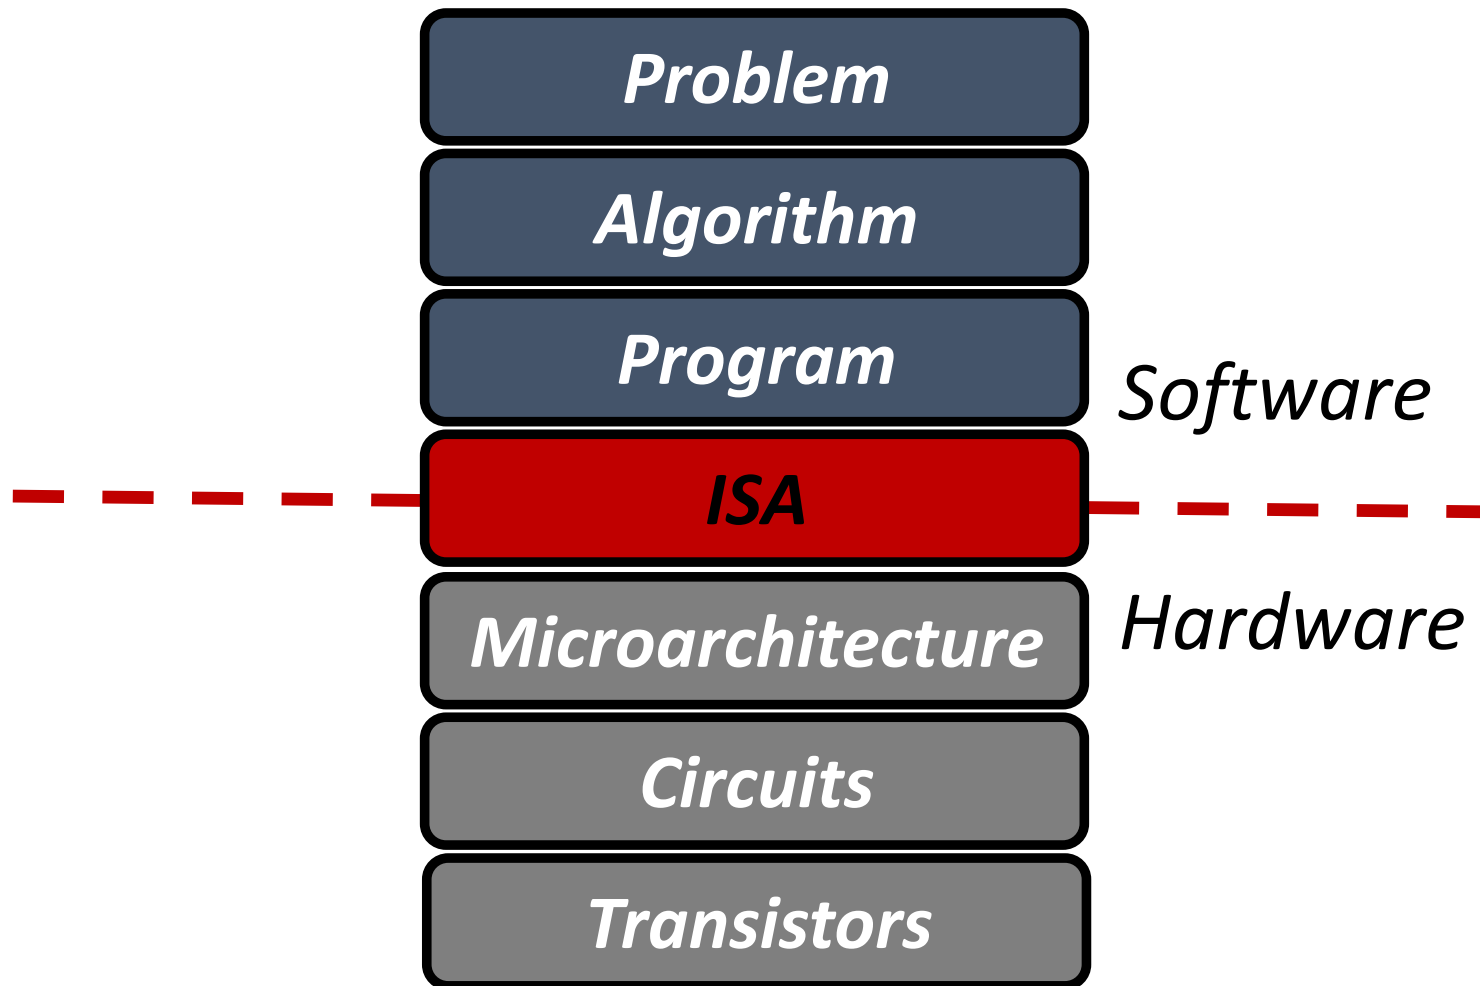 Problem
Algorithm
Program
Software
ISA
Hardware
Microarchitecture
Circuits
Transistors